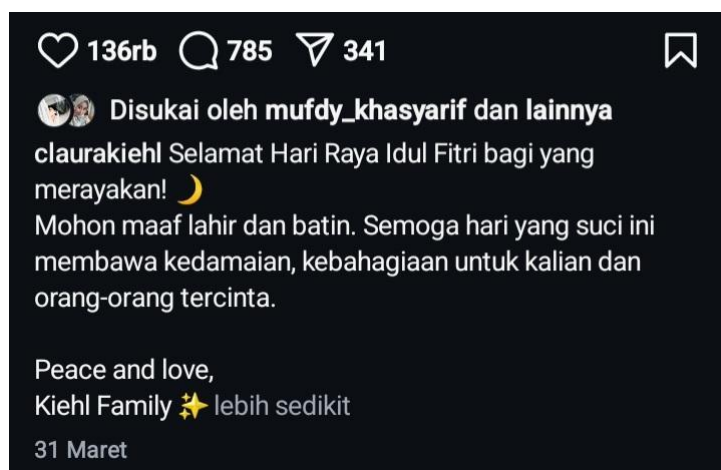 136rb 785 341
Disukai oleh mufdy_khasyarif dan lainnya
claurakiehl Selamat Hari Raya Idul Fitri bagi yang
merayakan! 🌙
Mohon maaf lahir dan batin. Semoga hari yang suci ini
membawa kedamaian, kebahagiaan untuk kalian dan
orang-orang tercinta.
Peace and love,
Kiehl Family ✨ lebih sedikit
31 Maret